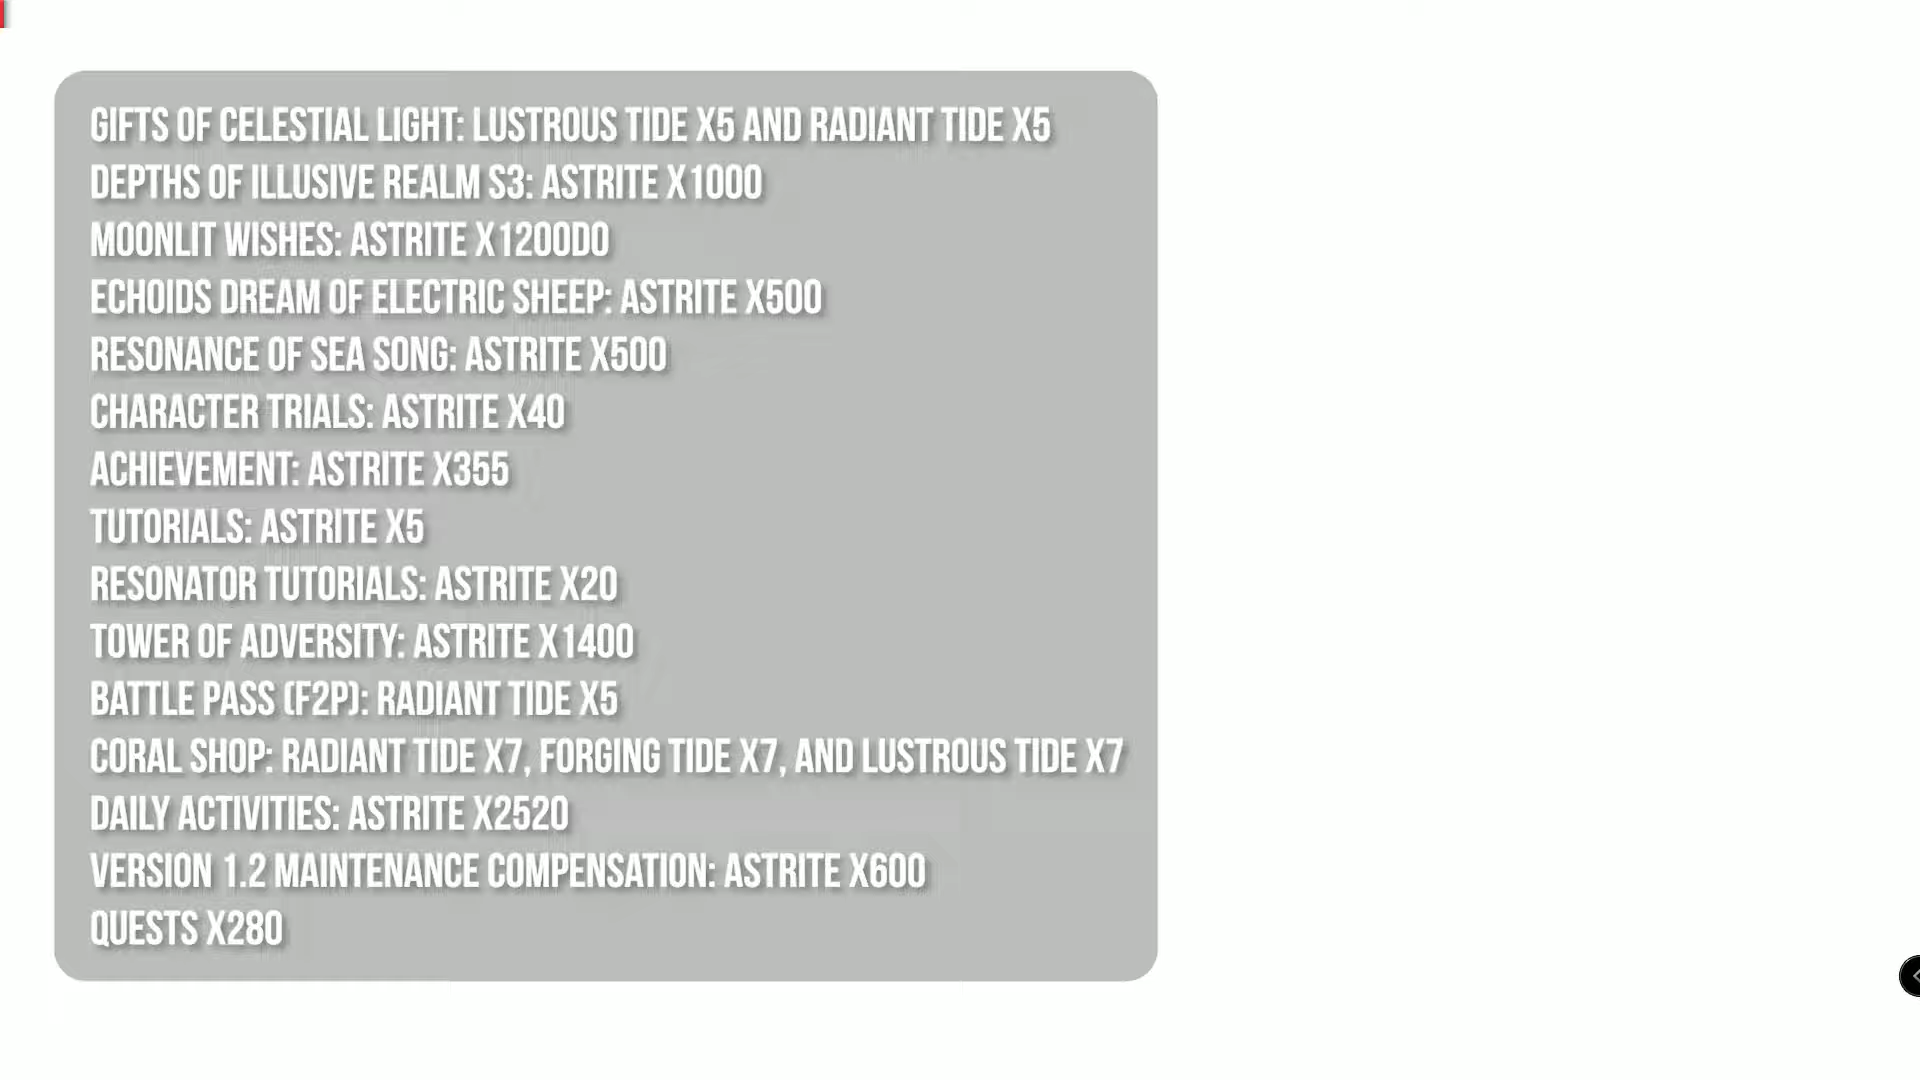 GIFTS OF CELESTIAL LIGHT: LUSTROUS TIDE X5 AND RADIANT TIDE X5
DEPTHS OF ILLUSIVE REALM S3: ASTRITE X1000
MOONLIT WISHES: ASTRITE X1200DO
ECHOIDS DREAM OF ELECTRIC SHEEP: ASTRITE X500
RESONANCE OF SEA SONG: ASTRITE X500
CHARACTER TRIALS: ASTRITE X40
ACHIEVEMENT: ASTRITE X355
TUTORIALS: ASTRITE X5
RESONATOR TUTORIALS: ASTRITE X20
TOWER OF ADVERSITY: ASTRITE X1400
BATTLE PASS (F2P): RADIANT TIDE X5
CORAL SHOP: RADIANT TIDE X7, FORGING TIDE X7, AND LUSTROUS TIDE X7
DAILY ACTIVITIES: ASTRITE X2520
VERSION 1.2 MAINTENANCE COMPENSATION: ASTRITE X600
QUESTS X280